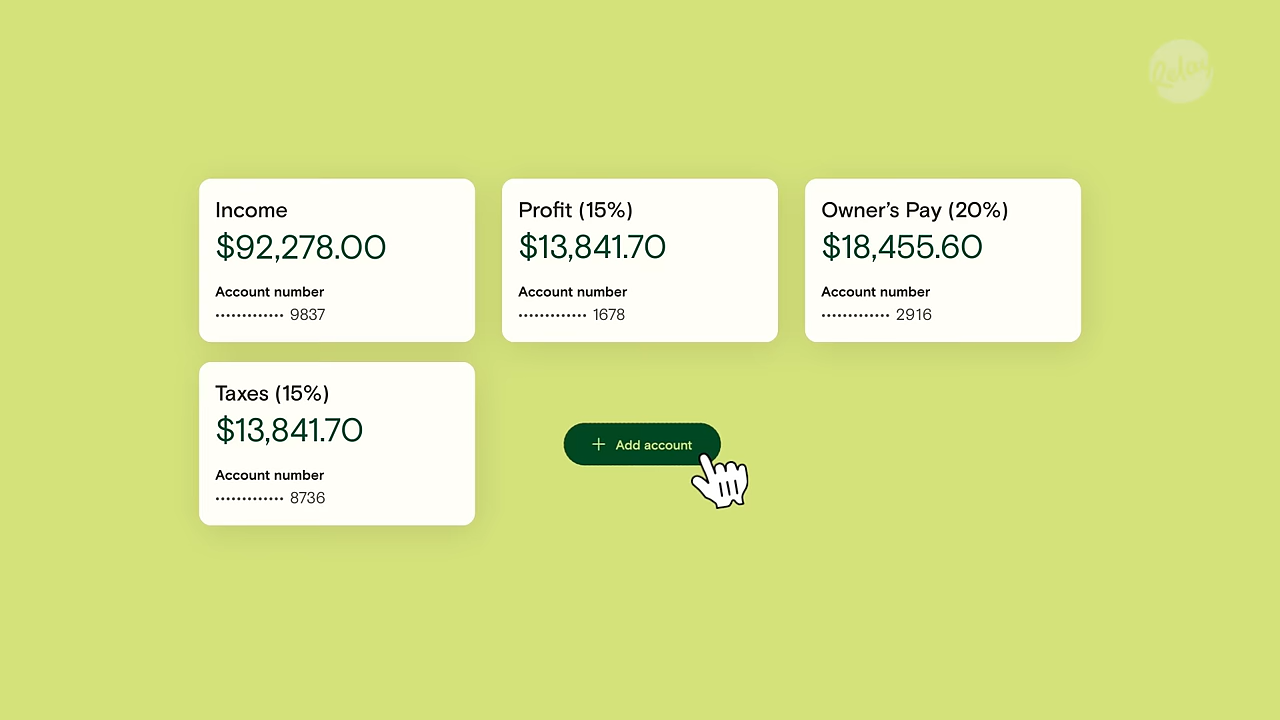 Relay
Income
$92,278.00
Account number
••••••••••••• 9837
Profit (15%)
$13,841.70
Account number
••••••••••••• 1678
Owner’s Pay (20%)
$18,455.60
Account number
••••••••••••• 2916
Taxes (15%)
$13,841.70
Account number
••••••••••••• 8736
+ Add account